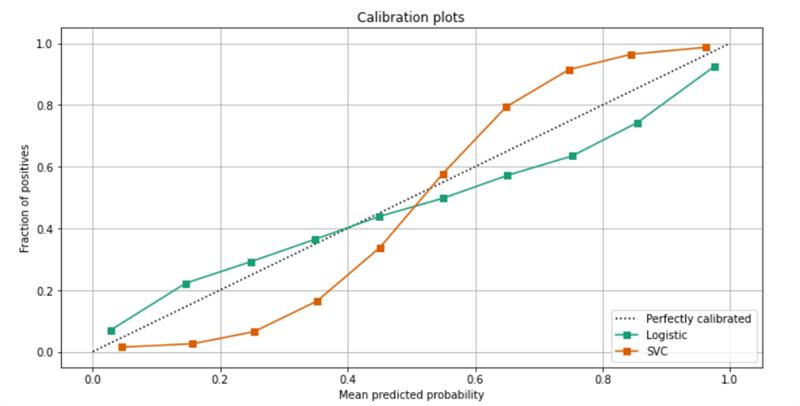 Calibration plots
Fraction of positives
1.0
0.8
0.6
0.4
0.2
0.0
Perfectly calibrated
Logistic
SVC
0.0 0.2 0.4 0.6 0.8 1.0
Mean predicted probability